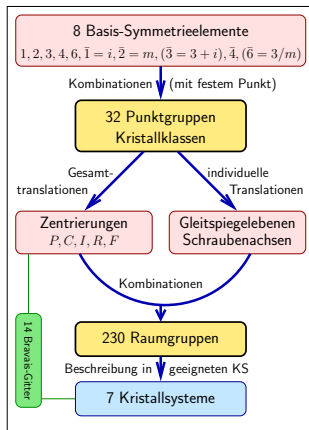 8 Basis-Symmetrieelemente
1, 2, 3, 4, 6, 1̄ = i, 2̄ = m, (3̄ = 3 + i), 4̄, (6̄ = 3/m)
Kombinationen (mit festem Punkt)
32 Punktgruppen
Kristallklassen
Gesamt-
translationen
individuelle
Translationen
Zentrierungen
P, C, I, R, F
Gleitspiegelebenen
Schraubenachsen
Kombinationen
230 Raumgruppen
Beschreibung in geeigneten KS
7 Kristallsysteme
14 Bravais-Gitter